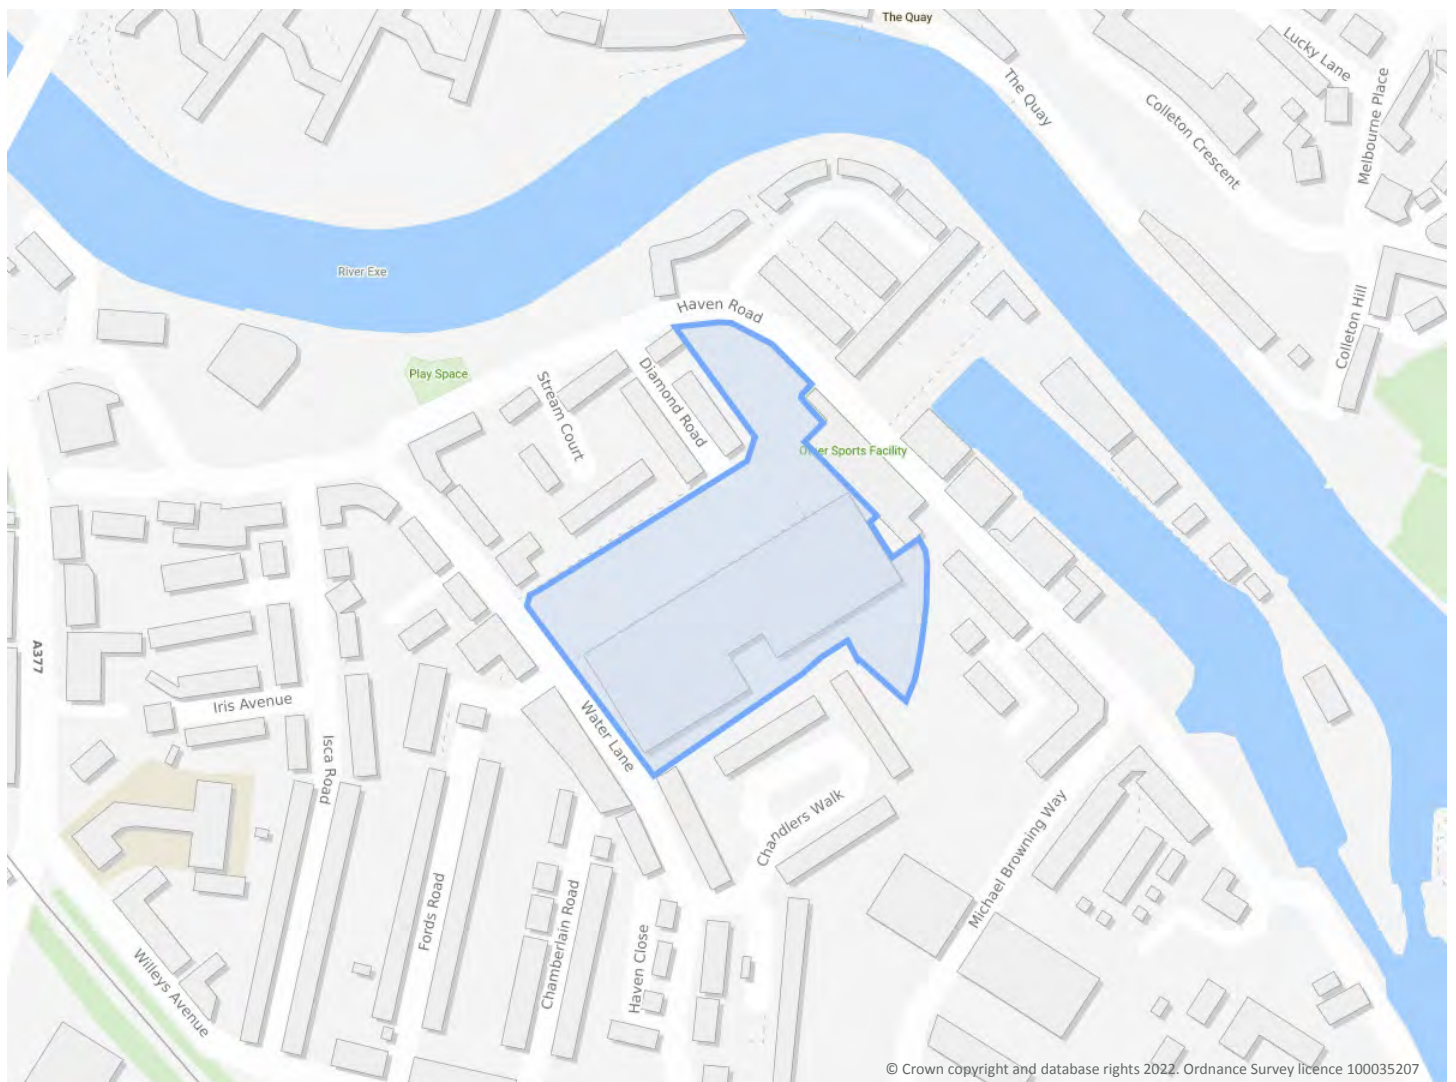 The Quay
Lucky Lane
The Quay
Colleton Crescent
Melbourne Place
River Exe
Haven Road
Colleton Hill
Play Space
Stream Court
Diamond Road
Other Sports Facility
A377
Iris Avenue
Isca Road
Water Lane
Chandlers Walk
Michael Browning Way
Fords Road
Chamberlain Road
Haven Close
Willeys Avenue
© Crown copyright and database rights 2022. Ordnance Survey licence 100035207